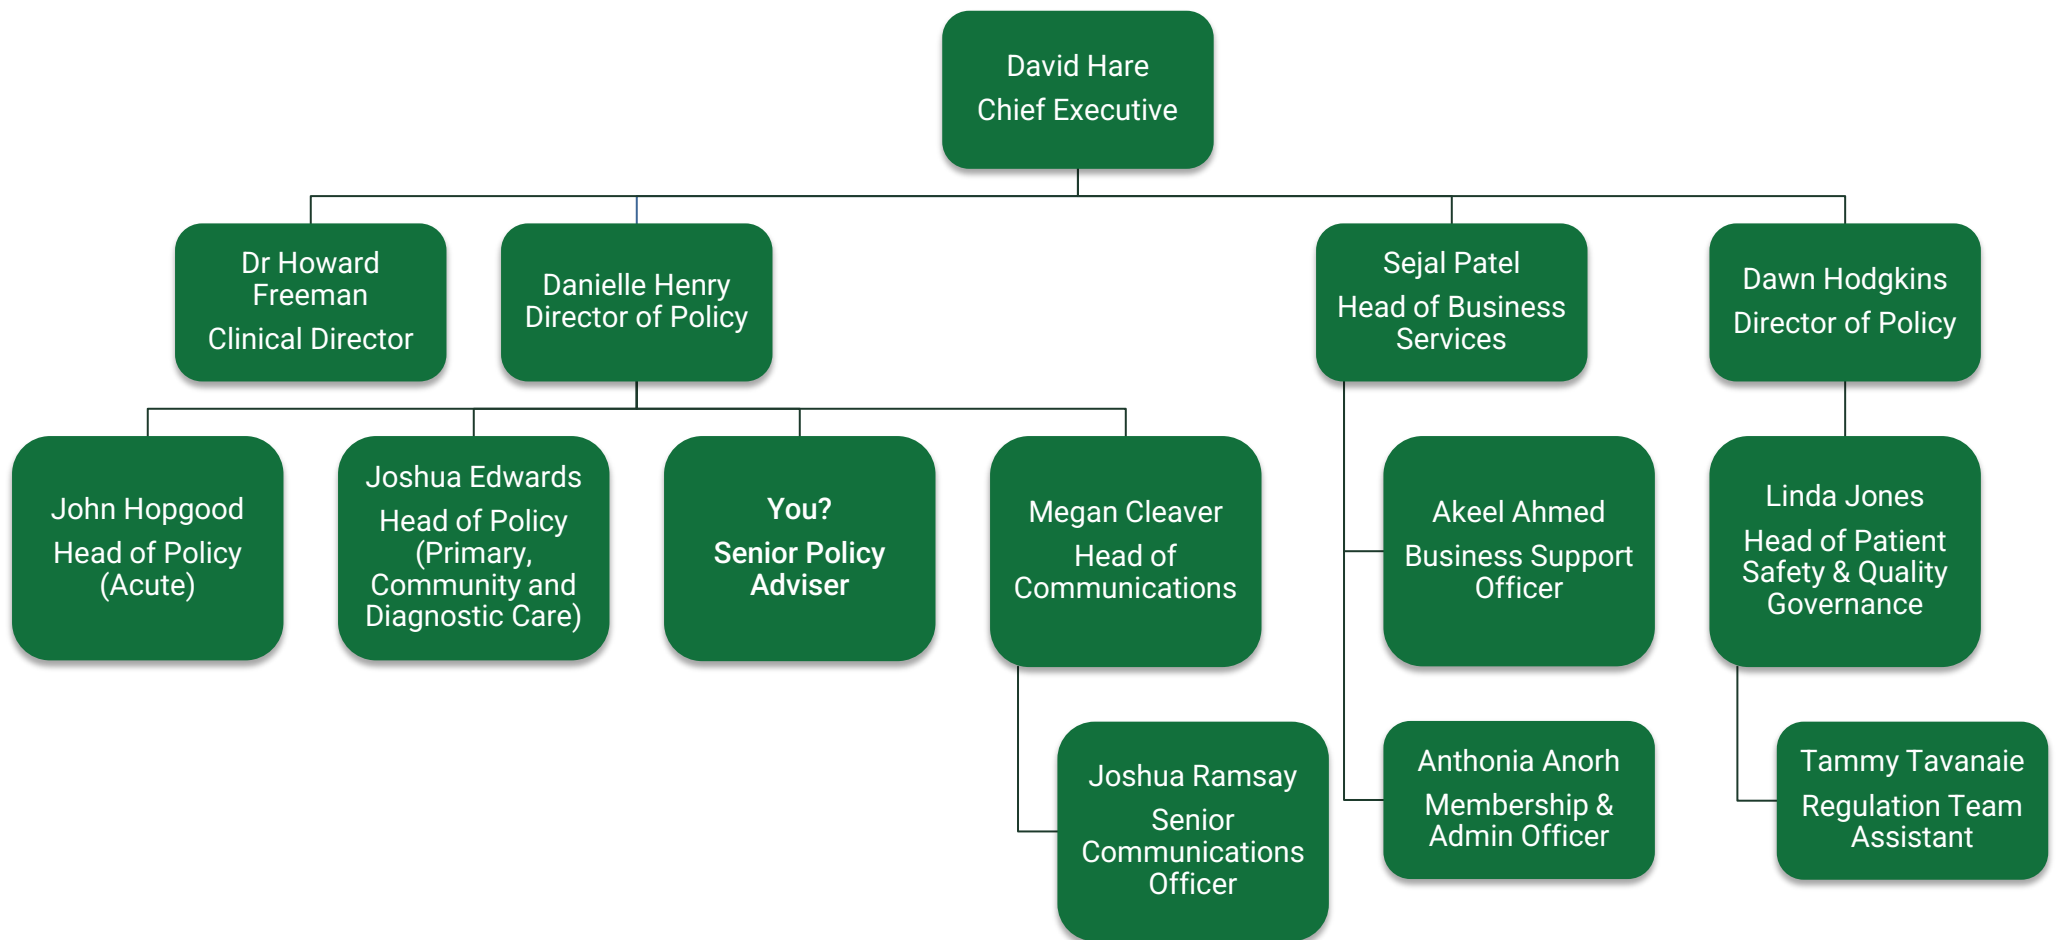 David Hare
Chief Executive
Dr Howard
Freeman
Clinical Director
Danielle Henry
Director of Policy
Sejal Patel
Head of Business
Services
Dawn Hodgkins
Director of Policy
John Hopgood
Head of Policy
(Acute)
Joshua Edwards
Head of Policy
(Primary,
Community and
Diagnostic Care)
You?
Senior Policy
Adviser
Megan Cleaver
Head of
Communications
Akeel Ahmed
Business Support
Officer
Linda Jones
Head of Patient
Safety & Quality
Governance
Joshua Ramsay
Senior
Communications
Officer
Anthonia Anorh
Membership &
Admin Officer
Tammy Tavanaie
Regulation Team
Assistant